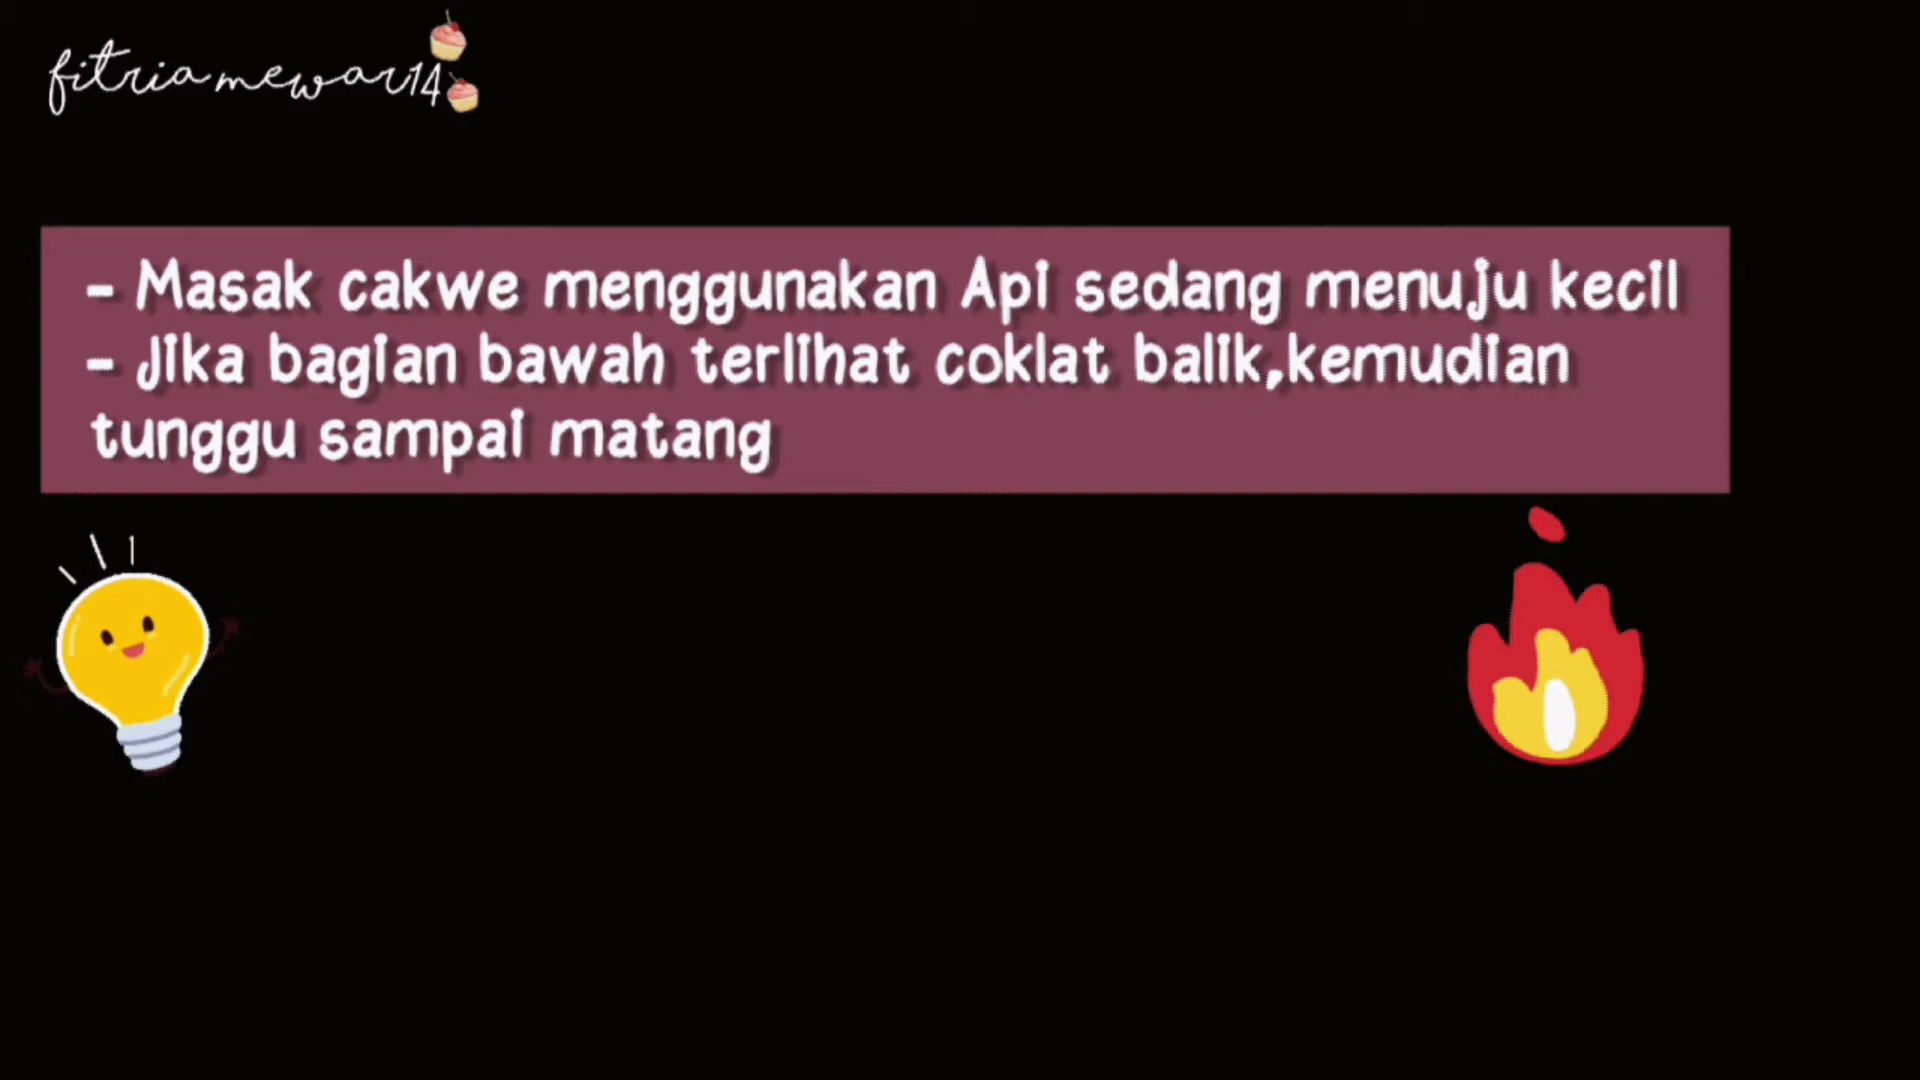 fitriamewar14
- Masak cakwe menggunakan Api sedang menuju kecil
- Jika bagian bawah terlihat coklat balik,kemudian
tunggu sampai matang